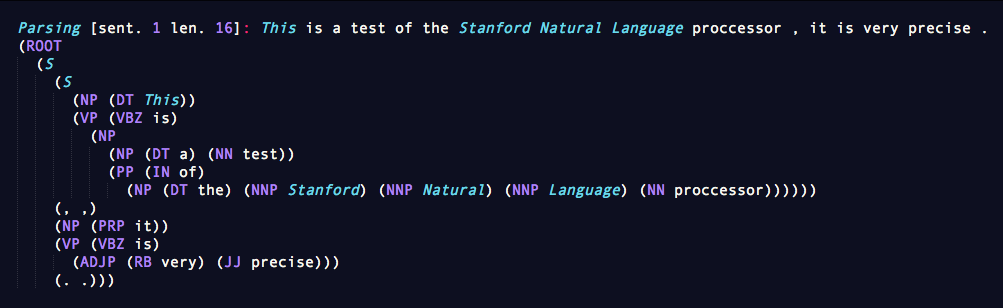 Parsing [sent. 1 len. 16]: This is a test of the Stanford Natural Language proccessor , it is very precise .
(ROOT
(S
(S
(NP (DT This))
(VP (VBZ is)
(NP
(NP (DT a) (NN test))
(PP (IN of)
(NP (DT the) (NNP Stanford) (NNP Natural) (NNP Language) (NN proccessor))))))
(, ,)
(NP (PRP it))
(VP (VBZ is)
(ADJP (RB very) (JJ precise)))
(. .)))